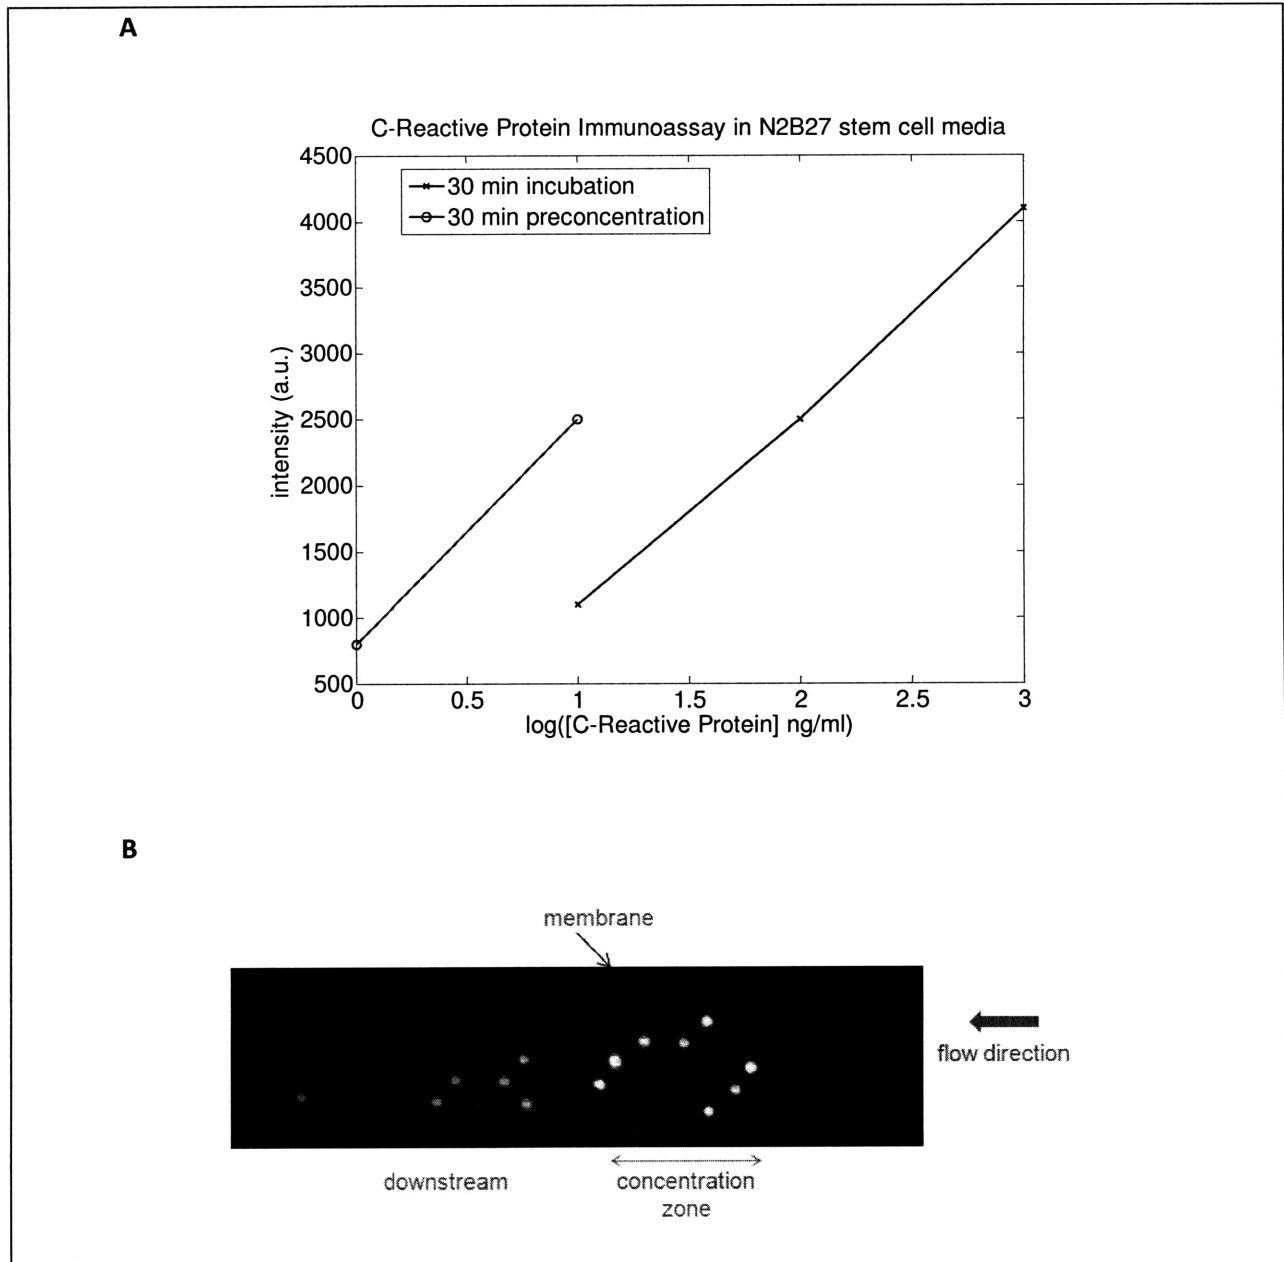 A
C-Reactive Protein Immunoassay in N2B27 stem cell media
4500
4000
3500
3000
2500
2000
1500
1000
500
intensity (a.u.)
30 min incubation
30 min preconcentration
0 0.5 1 1.5 2 2.5 3
log([C-Reactive Protein] ng/ml)
B
membrane
flow direction
downstream
concentration
zone